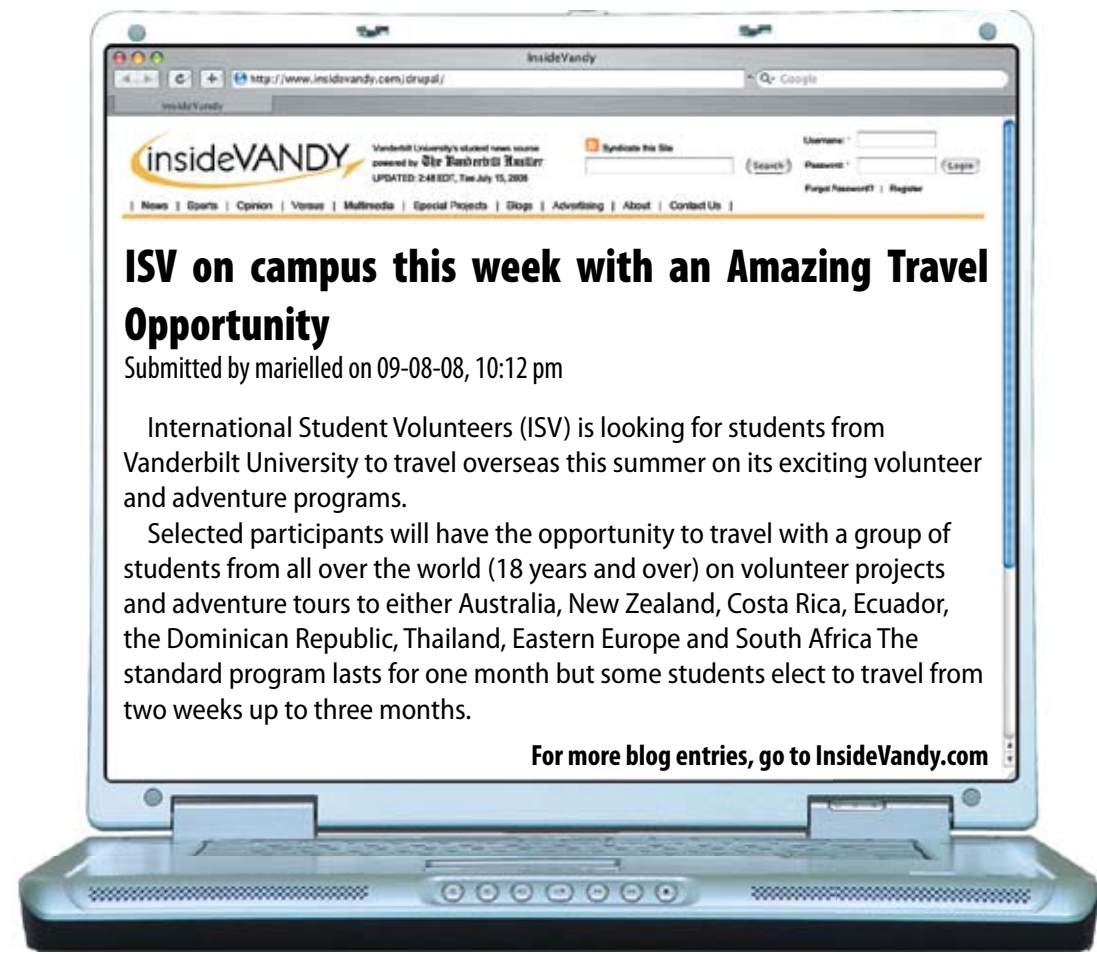 InsideVandy
http://www.insidevandy.com/drupal/
Google
InsideVandy
insideVANDY
Vanderbilt University's student news source
powered by The Vanderbilt Hustler
UPDATED: 2:48 EDT, Tue July 15, 2008
Syndicate this Site
Search
Username: *
Password: *
Login
Forgot Password? | Register
| News | Sports | Opinion | Versus | Multimedia | Special Projects | Blogs | Advertising | About | Contact Us |
ISV on campus this week with an Amazing Travel
Opportunity
Submitted by marielled on 09-08-08, 10:12 pm
International Student Volunteers (ISV) is looking for students from
Vanderbilt University to travel overseas this summer on its exciting volunteer
and adventure programs.
Selected participants will have the opportunity to travel with a group of
students from all over the world (18 years and over) on volunteer projects
and adventure tours to either Australia, New Zealand, Costa Rica, Ecuador,
the Dominican Republic, Thailand, Eastern Europe and South Africa The
standard program lasts for one month but some students elect to travel from
two weeks up to three months.
For more blog entries, go to InsideVandy.com